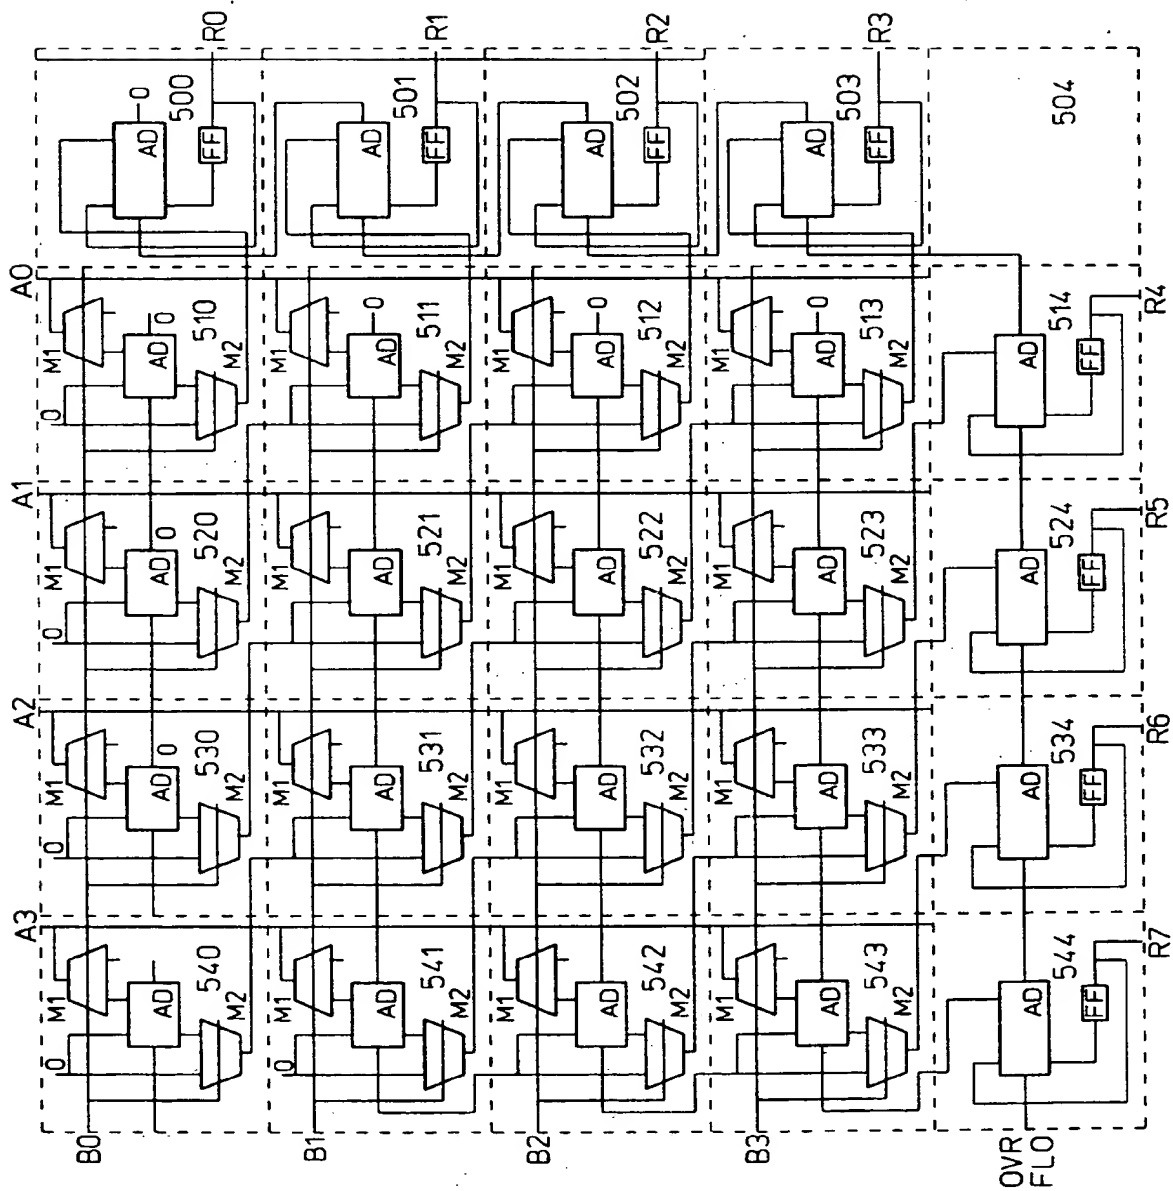 A3
A2
A1
A0
B0
M1
0
AD
540
M2
M1
0
AD
0
530
M2
M1
0
AD
0
520
M2
M1
0
AD
0
510
M2
AD
0
500
FF
R0
B1
M1
0
AD
541
M2
M1
AD
531
M2
M1
AD
521
M2
M1
AD
0
511
M2
AD
501
FF
R1
B2
M1
AD
542
M2
M1
AD
532
M2
M1
AD
522
M2
M1
AD
0
512
M2
AD
502
FF
R2
B3
M1
AD
543
M2
M1
AD
533
M2
M1
AD
523
M2
M1
AD
0
513
M2
AD
503
FF
R3
OVR
FLO
AD
544
FF
R7
AD
534
FF
R6
AD
524
FF
R5
AD
514
FF
R4
504